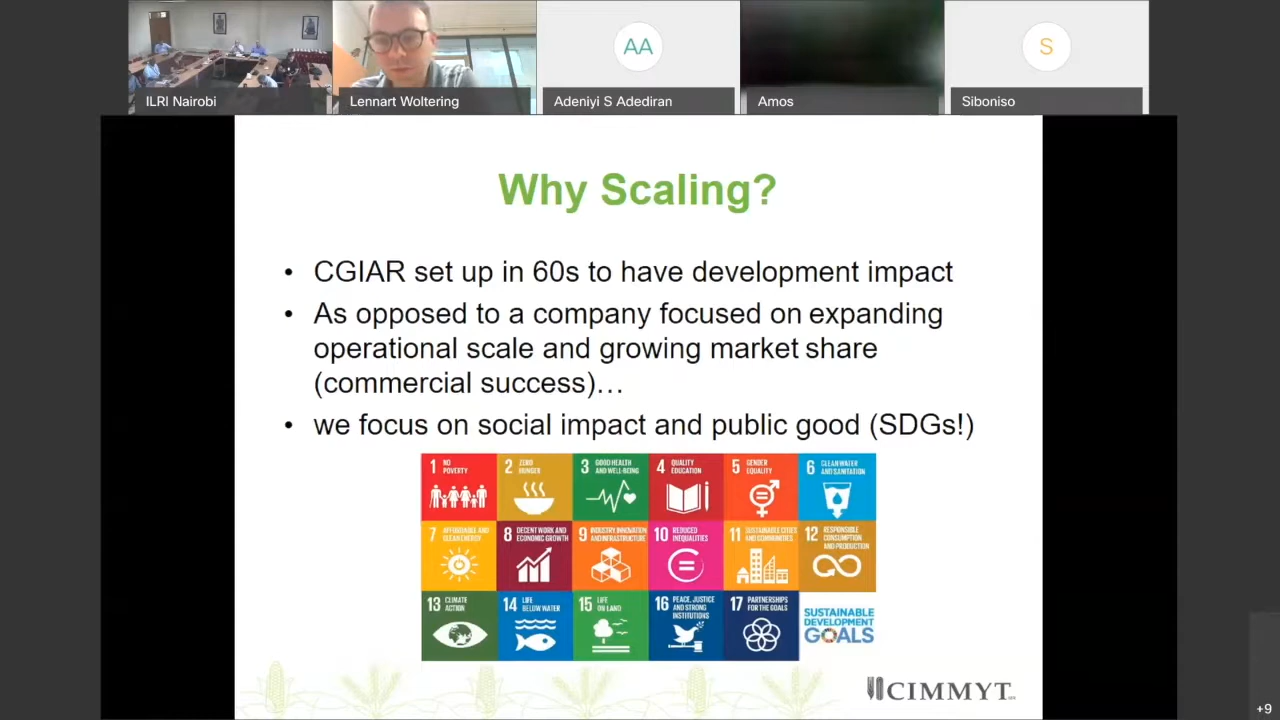 ILRI Nairobi
Lennart Woltering
AA
Adeniyi S Adediran
Amos
S
Siboniso
Why Scaling?
• CGIAR set up in 60s to have development impact
• As opposed to a company focused on expanding
operational scale and growing market share
(commercial success)…
• we focus on social impact and public good (SDGs!)
1 NO
POVERTY
2 ZERO
HUNGER
3 GOOD HEALTH
AND WELL-BEING
4 QUALITY
EDUCATION
5 GENDER
EQUALITY
6 CLEAN WATER
AND SANITATION
7 AFFORDABLE AND
CLEAN ENERGY
8 DECENT WORK AND
ECONOMIC GROWTH
9 INDUSTRY, INNOVATION
AND INFRASTRUCTURE
10 REDUCED
INEQUALITIES
11 SUSTAINABLE CITIES
AND COMMUNITIES
12 RESPONSIBLE
CONSUMPTION
AND PRODUCTION
13 CLIMATE
ACTION
14 LIFE
BELOW WATER
15 LIFE
ON LAND
16 PEACE, JUSTICE
AND STRONG
INSTITUTIONS
17 PARTNERSHIPS
FOR THE GOALS
SUSTAINABLE
DEVELOPMENT
GOALS
CIMMYT
+9